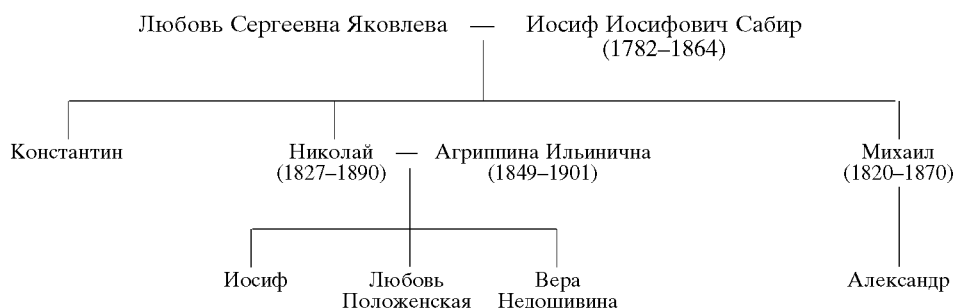 Любовь Сергеевна Яковлева — Иосиф Иосифович Сабир
(1782–1864)
Константин Николай — Агриппина Ильинична Михаил
(1827–1890) (1849–1901) (1820–1870)
Иосиф Любовь Вера Александр
Положенская Недошивина